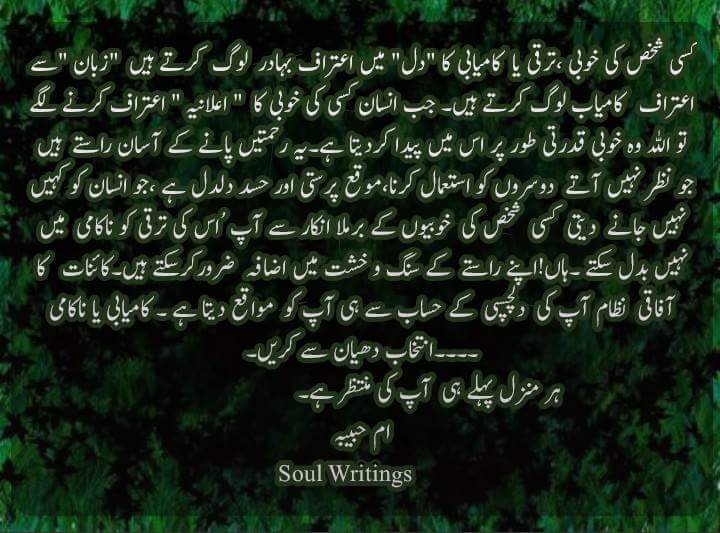 کسی شخص کی خوبی ،ترقی یا کامیابی کا "دل" میں اعتراف بہادر لوگ کرتے ہیں "زبان "سے
اعتراف کامیاب لوگ کرتے ہیں۔ جب انسان کسی کی خوبی کا " اعلانیہ " اعتراف کرنے لگے
تو اللہ وہ خوبی قدرتی طور پر اس میں پیدا کردیتا ہے۔یہ رحمتیں پانے کے آسان راستے ہیں
جو نظر نہیں آتے دوسروں کو استعمال کرنا،موقع پرستی اور حسد دلدل ہے ،جو انسان کو کہیں
نہیں جانے دیتی کسی شخص کی خوبیوں کے برملا انکار سے آپ اُس کی ترقی کو ناکامی میں
نہیں بدل سکتے ۔ہاں!اپنے راستے کے سنگ و خشت میں اضافہ ضرور کرسکتے ہیں۔کائنات کا
آفاقی نظام آپ کی دلچسپی کے حساب سے ہی آپ کو مواقع دیتا ہے ۔ کامیابی یا ناکامی
۔۔۔۔انتخاب دھیان سے کریں۔
ہر منزل پہلے ہی آپ کی منتظر ہے۔
ام حبیبہ
Soul Writings